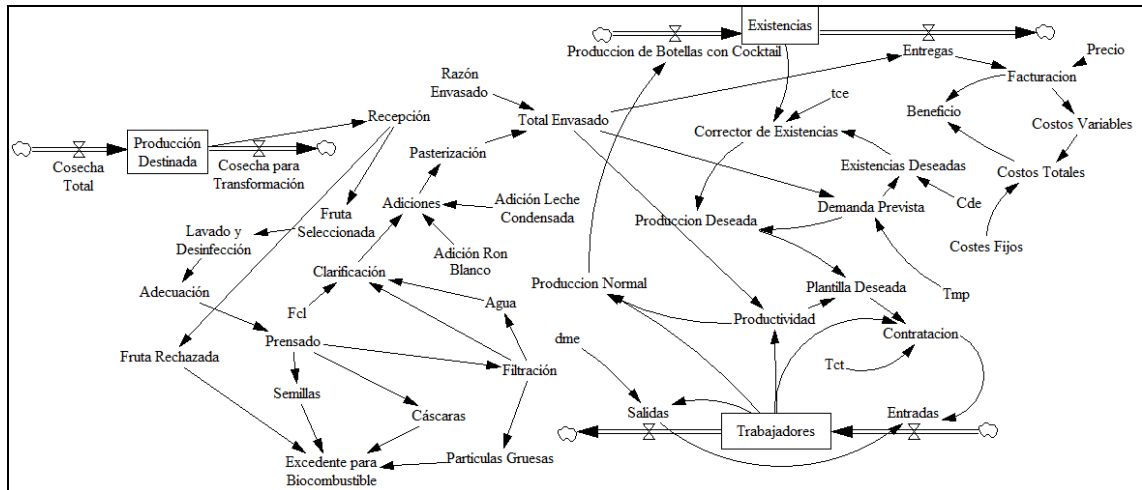 Existencias
Produccion de Botellas con Cocktail
Entregas
Precio
Facturacion
Razón
Envasado
tce
Beneficio
Recepción
Total Envasado
Costos Variables
Corrector de Existencias
Producción
Destinada
Pasterización
Cosecha
Total
Cosecha para
Transformación
Existencias Deseadas
Costos Totales
Adiciones
Adición Leche
Condensada
Fruta
Seleccionada
Produccion Deseada
Demanda Prevista
Cde
Lavado y
Desinfección
Adición Ron
Blanco
Costes Fijos
Clarificación
Adecuación
Produccion Normal
Plantilla Deseada
Tmp
Agua
Fcl
Productividad
Contratacion
Prensado
dme
Fruta Rechazada
Filtración
Tct
Semillas
Cáscaras
Salidas
Trabajadores
Entradas
Excedente para
Biocombustible
Particulas Gruesas